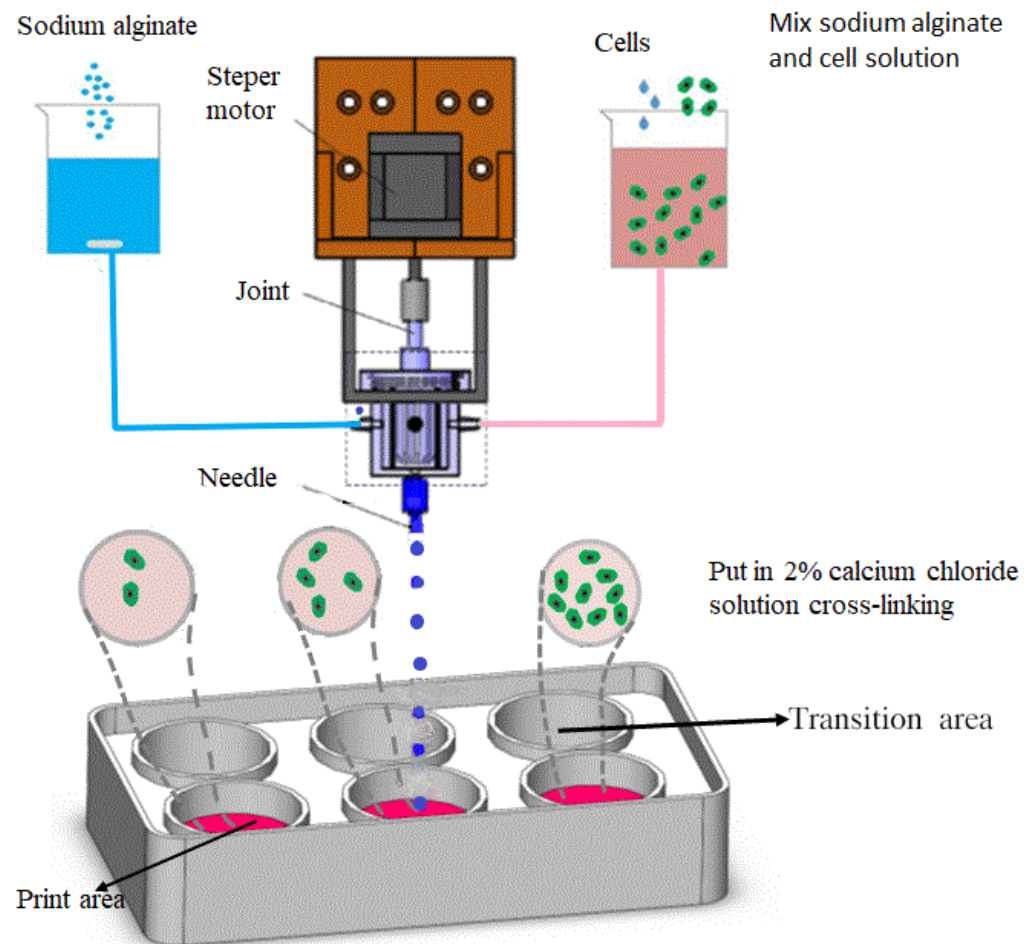 Sodium alginate
Steper
motor
Cells
Mix sodium alginate
and cell solution
Joint
Needle
Put in 2% calcium chloride
solution cross-linking
Transition area
Print area